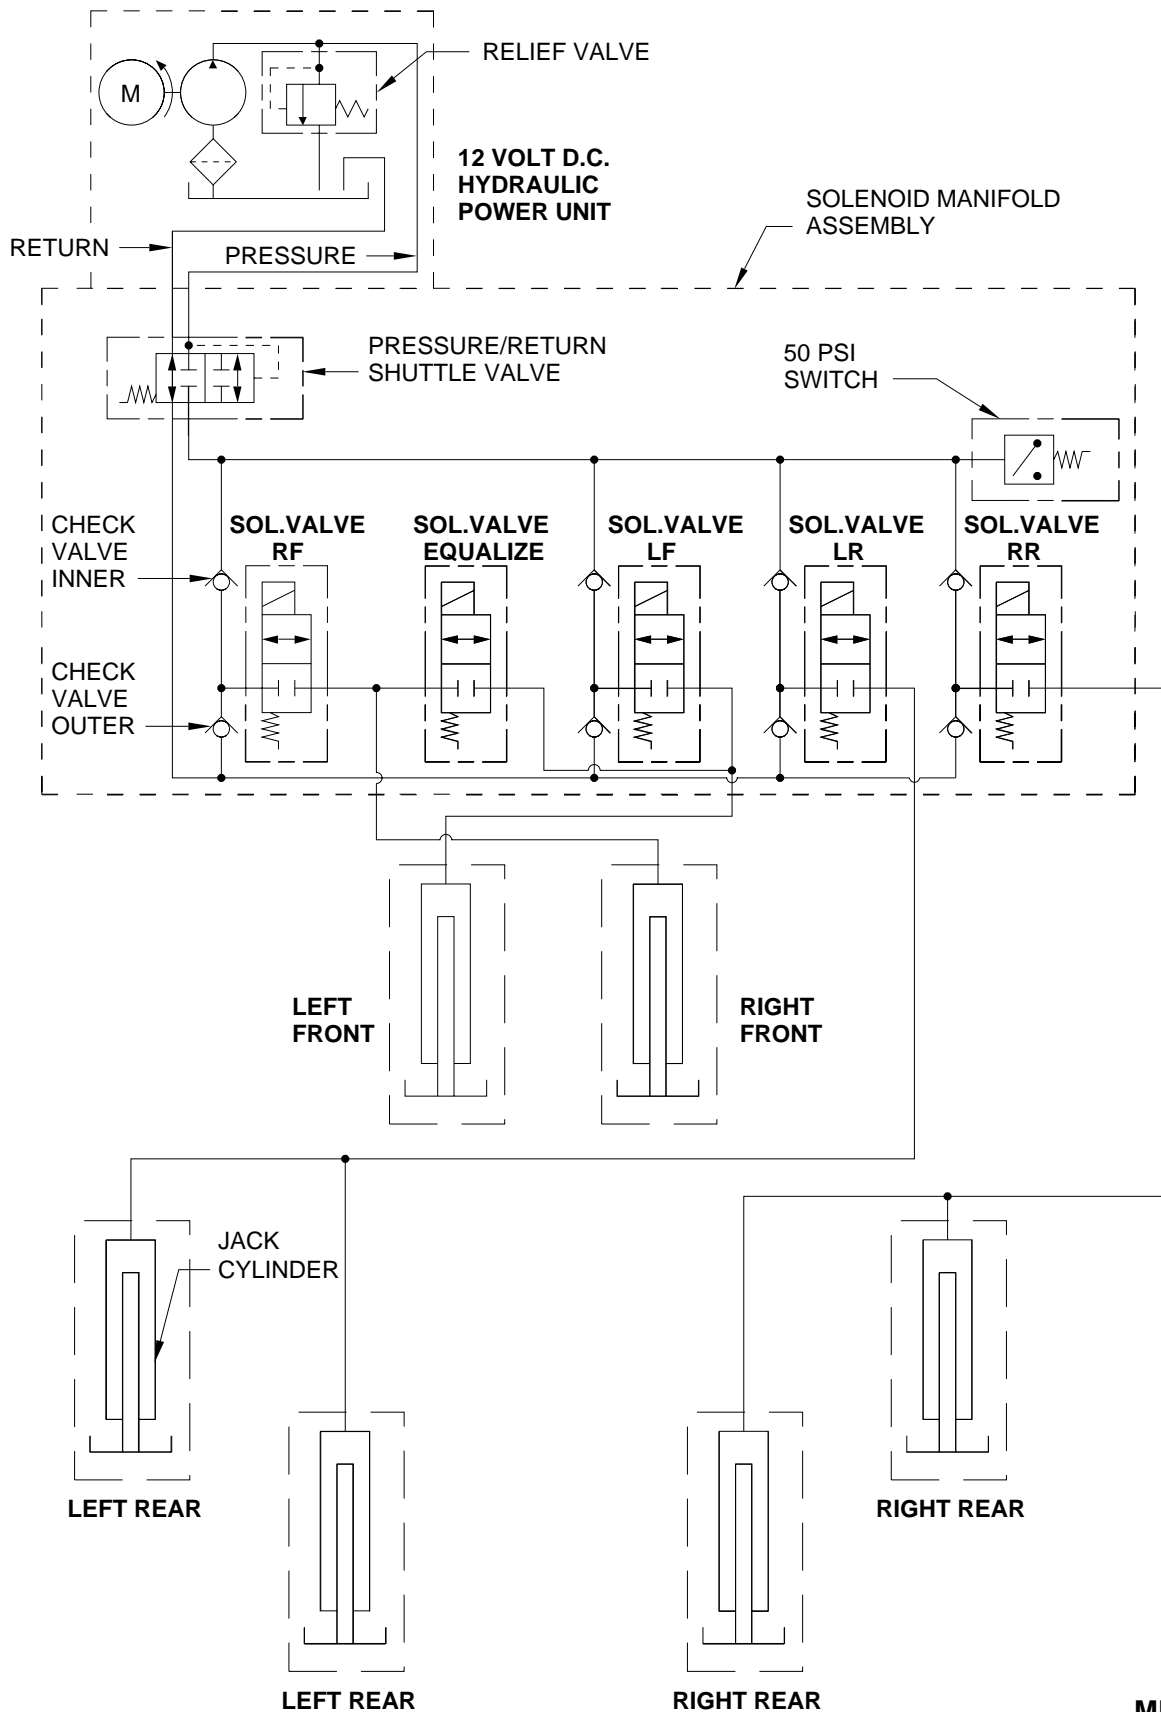 RELIEF VALVE
M
12 VOLT D.C.
HYDRAULIC
POWER UNIT
SOLENOID MANIFOLD
ASSEMBLY
RETURN
PRESSURE
PRESSURE/RETURN
SHUTTLE VALVE
50 PSI
SWITCH
CHECK
VALVE
INNER
SOL.VALVE
RF
SOL.VALVE
EQUALIZE
SOL.VALVE
LF
SOL.VALVE
LR
SOL.VALVE
RR
CHECK
VALVE
OUTER
LEFT
FRONT
RIGHT
FRONT
JACK
CYLINDER
LEFT REAR
RIGHT REAR
LEFT REAR
RIGHT REAR